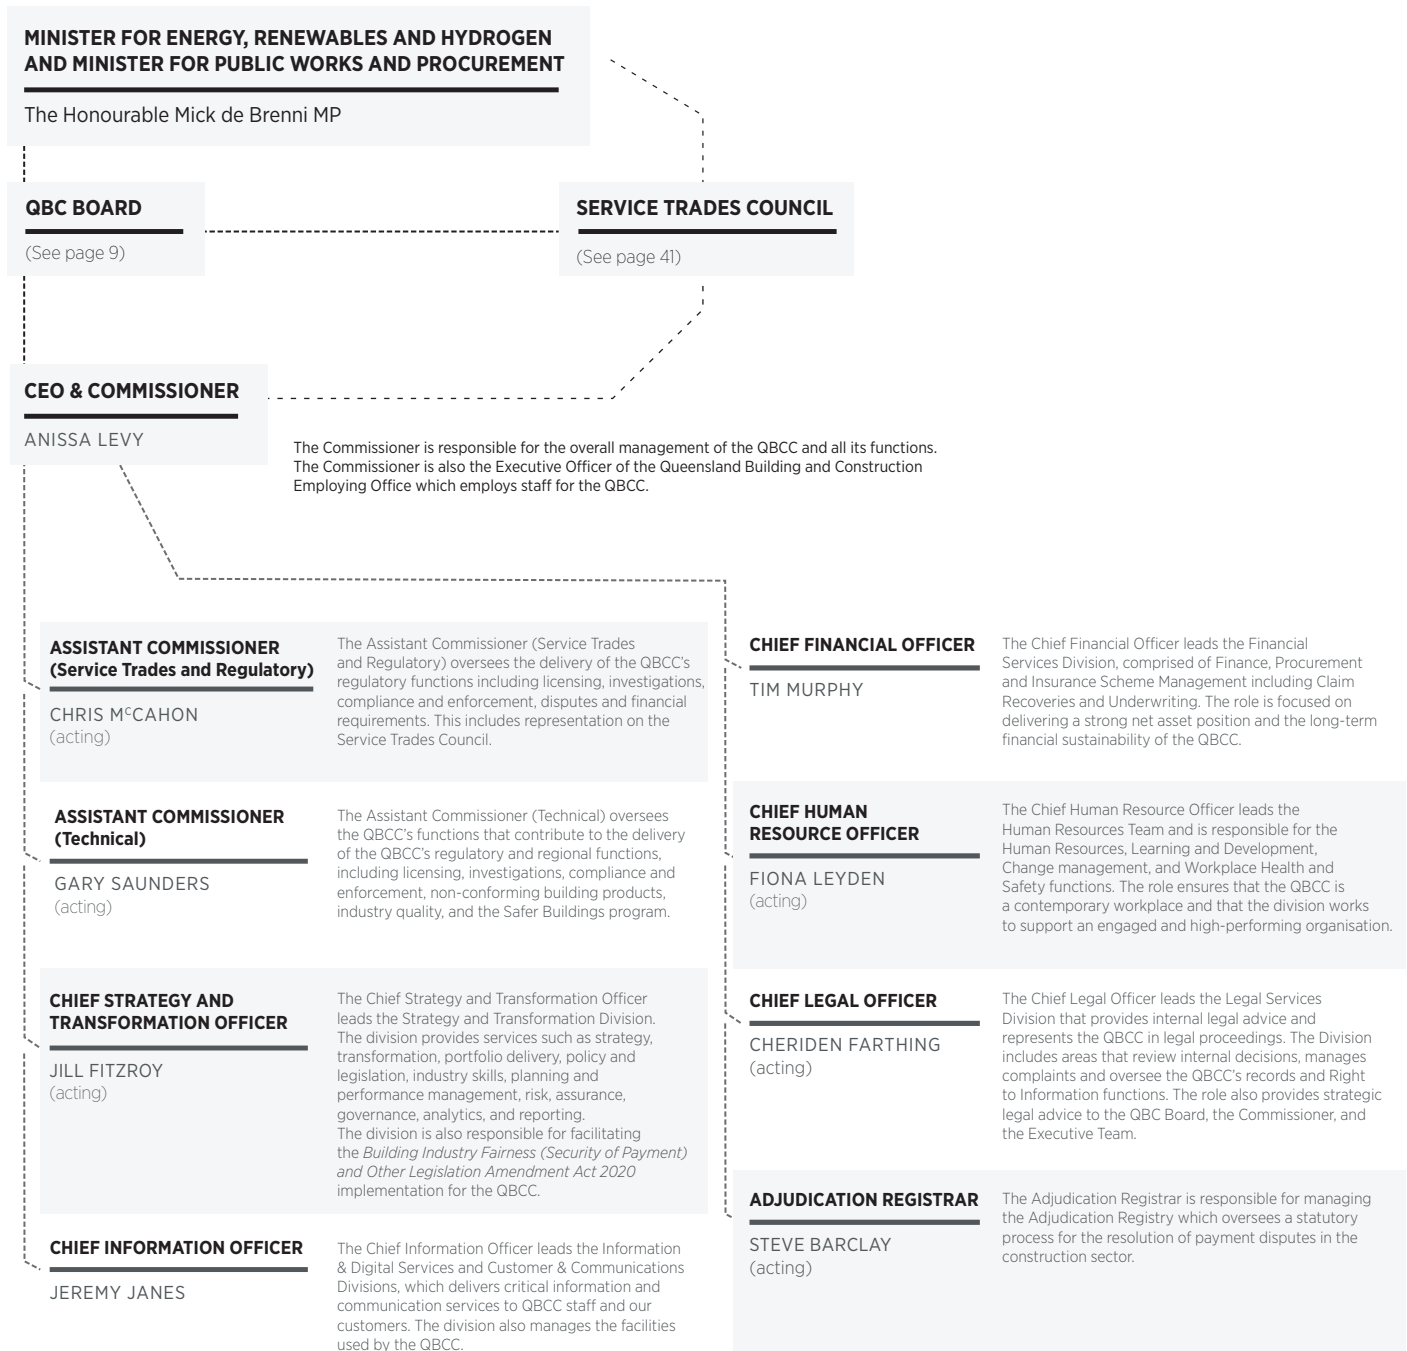 MINISTER FOR ENERGY, RENEWABLES AND HYDROGEN
AND MINISTER FOR PUBLIC WORKS AND PROCUREMENT
The Honourable Mick de Brenni MP
QBC BOARD
(See page 9)
SERVICE TRADES COUNCIL
(See page 41)
CEO & COMMISSIONER
ANISSA LEVY
The Commissioner is responsible for the overall management of the QBCC and all its functions.
The Commissioner is also the Executive Officer of the Queensland Building and Construction
Employing Office which employs staff for the QBCC.
ASSISTANT COMMISSIONER
(Service Trades and Regulatory)
CHRIS McCAHON
(acting)
The Assistant Commissioner (Service Trades
and Regulatory) oversees the delivery of the QBCC's
regulatory functions including licensing, investigations,
compliance and enforcement, disputes and financial
requirements. This includes representation on the
Service Trades Council.
ASSISTANT COMMISSIONER
(Technical)
GARY SAUNDERS
(acting)
The Assistant Commissioner (Technical) oversees
the QBCC's functions that contribute to the delivery
of the QBCC's regulatory and regional functions,
including licensing, investigations, compliance and
enforcement, non-conforming building products,
industry quality, and the Safer Buildings program.
CHIEF STRATEGY AND
TRANSFORMATION OFFICER
JILL FITZROY
(acting)
The Chief Strategy and Transformation Officer
leads the Strategy and Transformation Division.
The division provides services such as strategy,
transformation, portfolio delivery, policy and
legislation, industry skills, planning and
performance management, risk, assurance,
governance, analytics, and reporting.
The division is also responsible for facilitating
the Building Industry Fairness (Security of Payment)
and Other Legislation Amendment Act 2020
implementation for the QBCC.
CHIEF INFORMATION OFFICER
JEREMY JANES
The Chief Information Officer leads the Information
& Digital Services and Customer & Communications
Divisions, which delivers critical information and
communication services to QBCC staff and our
customers. The division also manages the facilities
used by the QBCC.
CHIEF FINANCIAL OFFICER
TIM MURPHY
The Chief Financial Officer leads the Financial
Services Division, comprised of Finance, Procurement
and Insurance Scheme Management including Claim
Recoveries and Underwriting. The role is focused on
delivering a strong net asset position and the long-term
financial sustainability of the QBCC.
CHIEF HUMAN
RESOURCE OFFICER
FIONA LEYDEN
(acting)
The Chief Human Resource Officer leads the
Human Resources Team and is responsible for the
Human Resources, Learning and Development,
Change management, and Workplace Health and
Safety functions. The role ensures that the QBCC is
a contemporary workplace and that the division works
to support an engaged and high-performing organisation.
CHIEF LEGAL OFFICER
CHERIDEN FARTHING
(acting)
The Chief Legal Officer leads the Legal Services
Division that provides internal legal advice and
represents the QBCC in legal proceedings. The Division
includes areas that review internal decisions, manages
complaints and oversee the QBCC's records and Right
to Information functions. The role also provides strategic
legal advice to the QBC Board, the Commissioner, and
the Executive Team.
ADJUDICATION REGISTRAR
STEVE BARCLAY
(acting)
The Adjudication Registrar is responsible for managing
the Adjudication Registry which oversees a statutory
process for the resolution of payment disputes in the
construction sector.